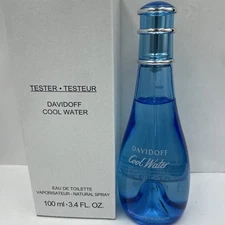 TESTER • TESTEUR
DAVIDOFF
COOL WATER
EAU DE TOILETTE
VAPORISATEUR - NATURAL SPRAY
100 ml - 3.4 FL. OZ.
DAVIDOFF
Cool Water